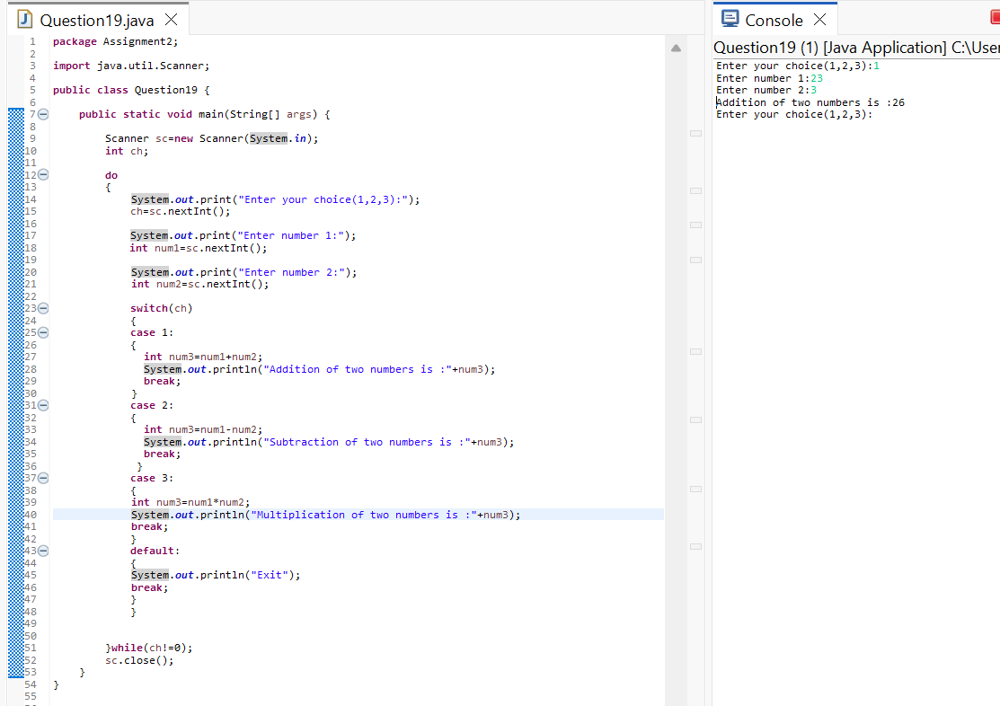 Question19.java
1 package Assignment2;
2
3 import java.util.Scanner;
4
5 public class Question19 {
6
7 public static void main(String[] args) {
8
9 Scanner sc=new Scanner(System.in);
10 int ch;
11
12 do
13 {
14 System.out.print("Enter your choice(1,2,3):");
15 ch=sc.nextInt();
16
17 System.out.print("Enter number 1:");
18 int num1=sc.nextInt();
19
20 System.out.print("Enter number 2:");
21 int num2=sc.nextInt();
22
23 switch(ch)
24 {
25 case 1:
26 {
27 int num3=num1+num2;
28 System.out.println("Addition of two numbers is :"+num3);
29 break;
30 }
31 case 2:
32 {
33 int num3=num1-num2;
34 System.out.println("Subtraction of two numbers is :"+num3);
35 break;
36 }
37 case 3:
38 {
39 int num3=num1*num2;
40 System.out.println("Multiplication of two numbers is :"+num3);
41 break;
42 }
43 default:
44 {
45 System.out.println("Exit");
46 break;
47 }
48 }
49
50
51 }while(ch!=0);
52 sc.close();
53 }
54 }
55
Console
Question19 (1) [Java Application] C:\User
Enter your choice(1,2,3):1
Enter number 1:23
Enter number 2:3
Addition of two numbers is :26
Enter your choice(1,2,3):